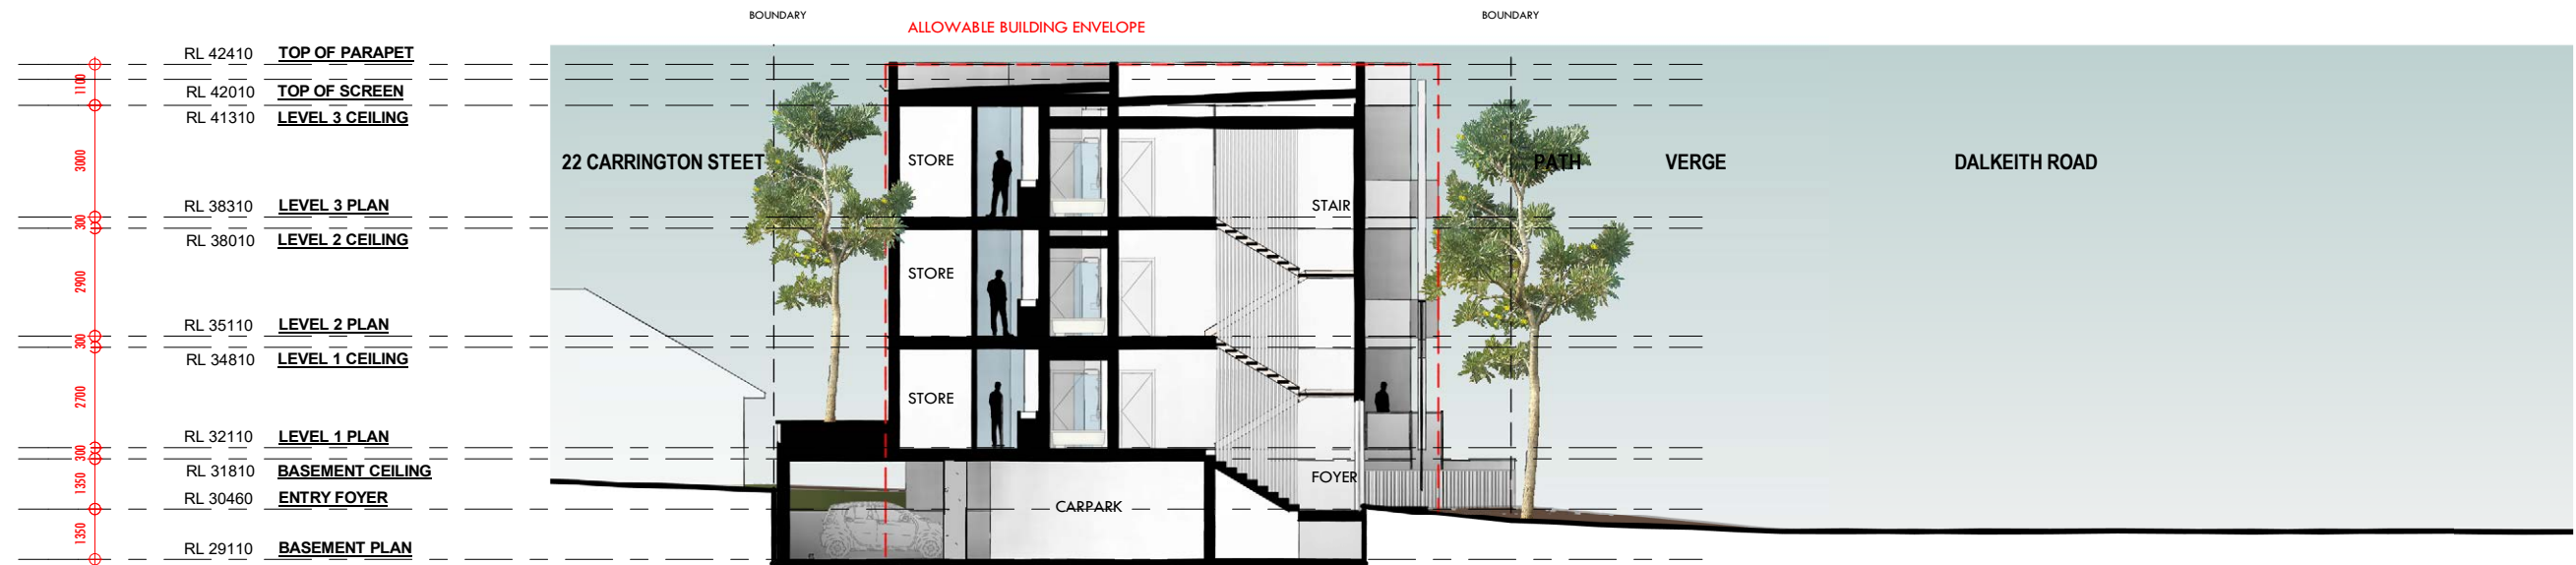 BOUNDARY
BOUNDARY
ALLOWABLE BUILDING ENVELOPE
RL 42410 TOP OF PARAPET
1100
RL 42010 TOP OF SCREEN
RL 41310 LEVEL 3 CEILING
3000
22 CARRINGTON STEET
STORE
PATH
VERGE
DALKEITH ROAD
RL 38310 LEVEL 3 PLAN
STAIR
300
RL 38010 LEVEL 2 CEILING
2900
STORE
RL 35110 LEVEL 2 PLAN
300
RL 34810 LEVEL 1 CEILING
2700
STORE
RL 32110 LEVEL 1 PLAN
300
RL 31810 BASEMENT CEILING
1350
FOYER
RL 30460 ENTRY FOYER
CARPARK
1350
RL 29110 BASEMENT PLAN